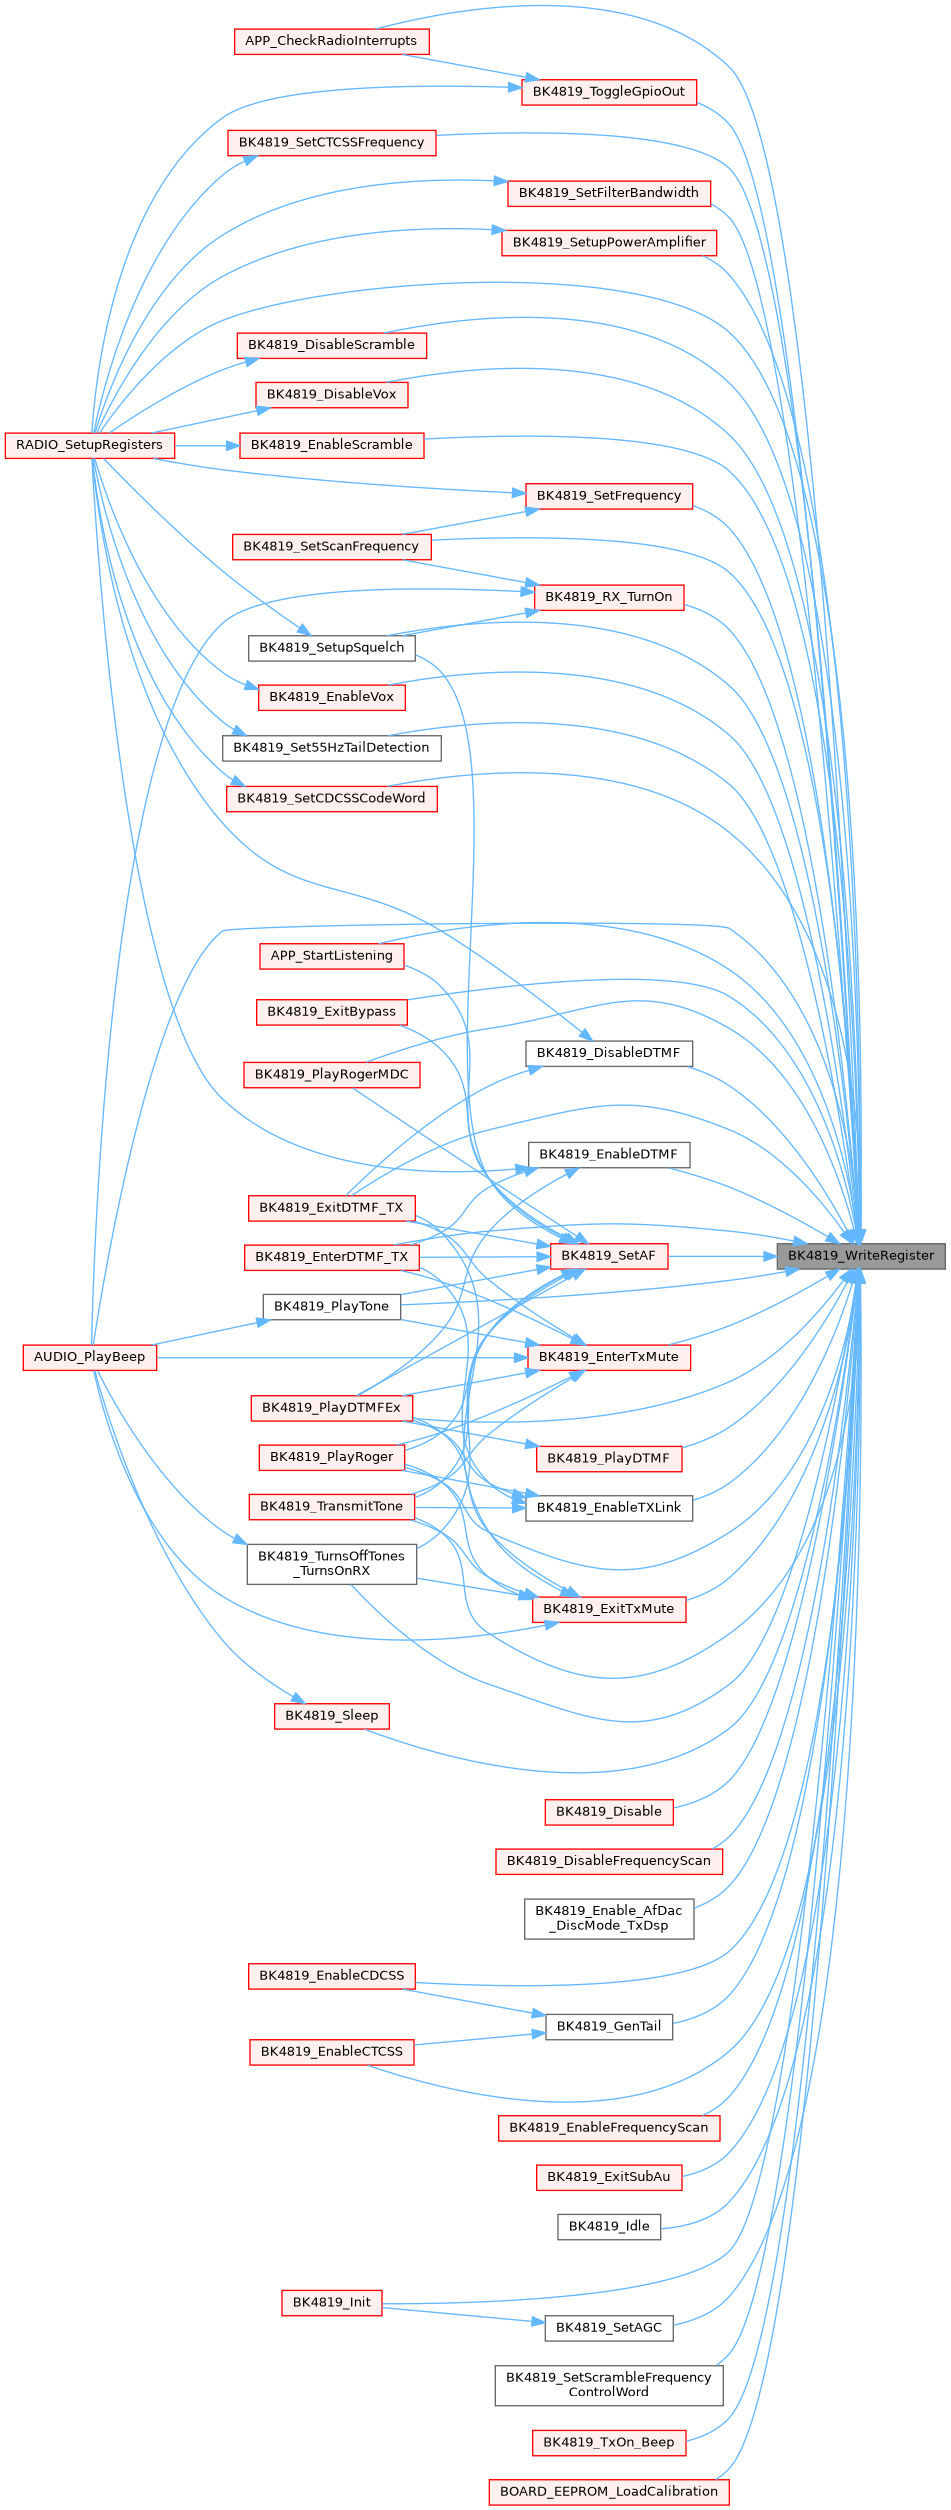 APP_CheckRadioInterrupts
BK4819_ToggleGpioOut
BK4819_SetCTCSSFrequency
BK4819_SetFilterBandwidth
BK4819_SetupPowerAmplifier
BK4819_DisableScramble
BK4819_DisableVox
RADIO_SetupRegisters
BK4819_EnableScramble
BK4819_SetFrequency
BK4819_SetScanFrequency
BK4819_RX_TurnOn
BK4819_SetupSquelch
BK4819_EnableVox
BK4819_Set55HzTailDetection
BK4819_SetCDCSSCodeWord
APP_StartListening
BK4819_ExitBypass
BK4819_DisableDTMF
BK4819_PlayRogerMDC
BK4819_EnableDTMF
BK4819_ExitDTMF_TX
BK4819_EnterDTMF_TX
BK4819_SetAF
BK4819_WriteRegister
BK4819_PlayTone
AUDIO_PlayBeep
BK4819_EnterTxMute
BK4819_PlayDTMFEx
BK4819_PlayRoger
BK4819_PlayDTMF
BK4819_TransmitTone
BK4819_EnableTXLink
BK4819_TurnsOffTones
_TurnsOnRX
BK4819_ExitTxMute
BK4819_Sleep
BK4819_Disable
BK4819_DisableFrequencyScan
BK4819_Enable_AfDac
_DiscMode_TxDsp
BK4819_EnableCDCSS
BK4819_GenTail
BK4819_EnableCTCSS
BK4819_EnableFrequencyScan
BK4819_ExitSubAu
BK4819_Idle
BK4819_Init
BK4819_SetAGC
BK4819_SetScrambleFrequency
ControlWord
BK4819_TxOn_Beep
BOARD_EEPROM_LoadCalibration